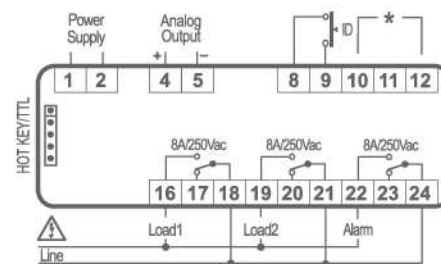 Power Supply
Analog Output
+ −
ID
*
1 2 4 5 8 9 10 11 12
HOT KEY/TTL
8A/250Vac 8A/250Vac 8A/250Vac
16 17 18 19 20 21 22 23 24
Load1 Load2 Alarm
Line